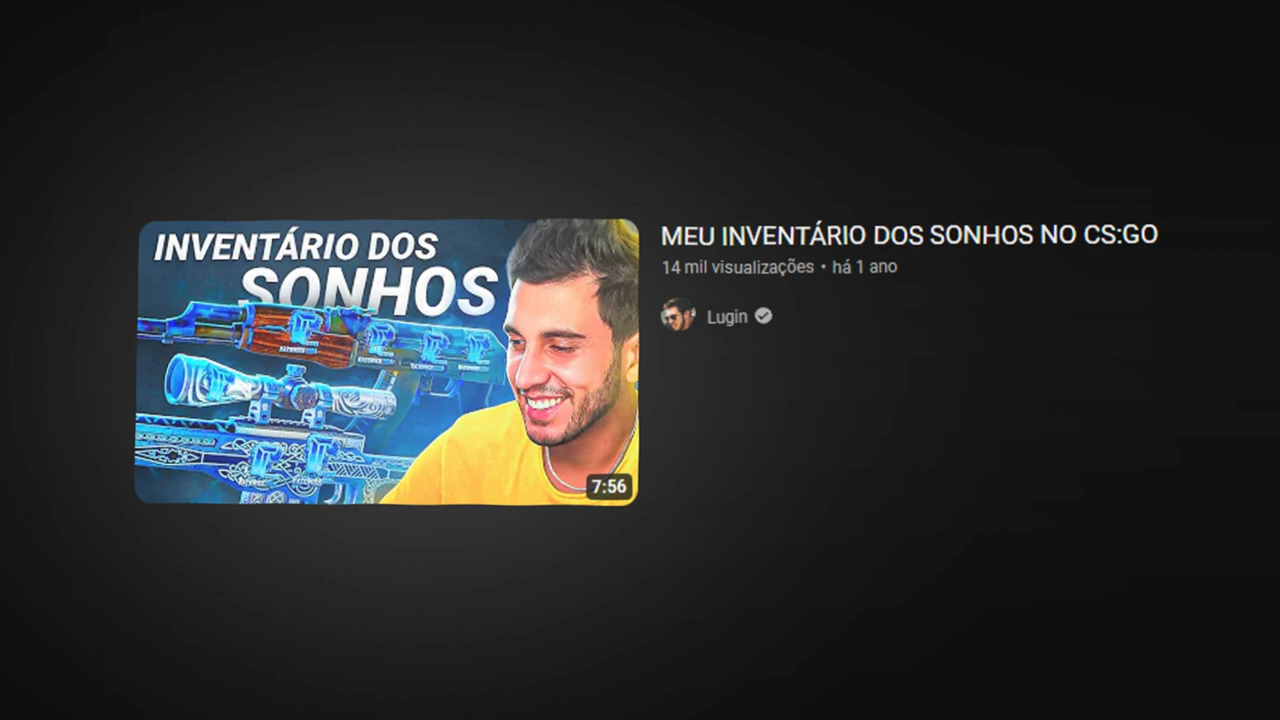 INVENTÁRIO DOS
SONHOS
7:56
MEU INVENTÁRIO DOS SONHOS NO CS:GO
14 mil visualizações • há 1 ano
Lugin